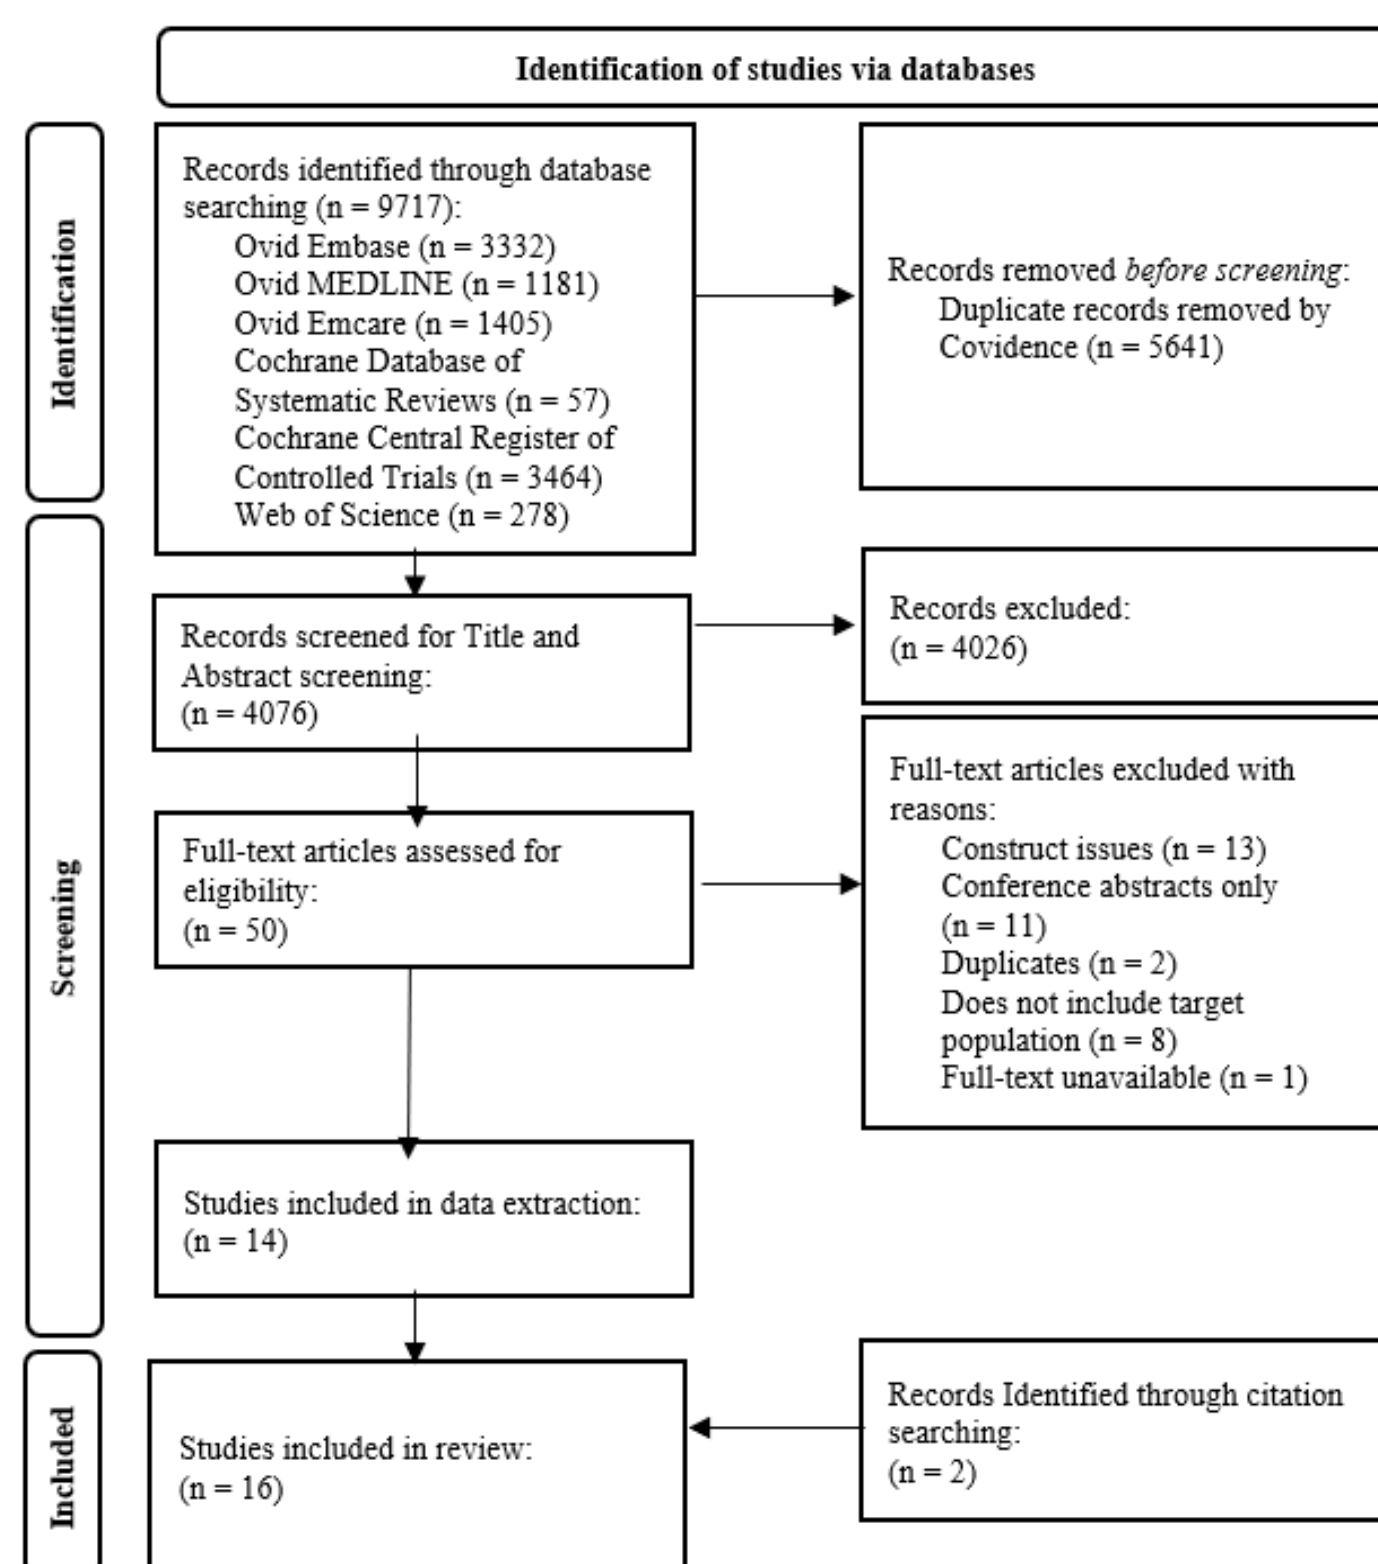 Identification of studies via databases
Identification
Records identified through database
searching (n = 9717):
Ovid Embase (n = 3332)
Ovid MEDLINE (n = 1181)
Ovid Emcare (n = 1405)
Cochrane Database of
Systematic Reviews (n = 57)
Cochrane Central Register of
Controlled Trials (n = 3464)
Web of Science (n = 278)
Records removed before screening:
Duplicate records removed by
Covidence (n = 5641)
Screening
Records screened for Title and
Abstract screening:
(n = 4076)
Records excluded:
(n = 4026)
Full-text articles assessed for
eligibility:
(n = 50)
Full-text articles excluded with
reasons:
Construct issues (n = 13)
Conference abstracts only
(n = 11)
Duplicates (n = 2)
Does not include target
population (n = 8)
Full-text unavailable (n = 1)
Studies included in data extraction:
(n = 14)
Included
Studies included in review:
(n = 16)
Records Identified through citation
searching:
(n = 2)